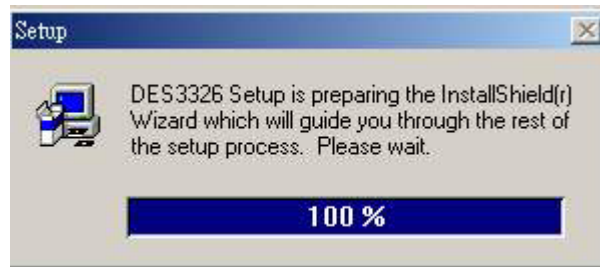 Setup
DES3326 Setup is preparing the InstallShield(r)
Wizard which will guide you through the rest of
the setup process.  Please wait.
100 %